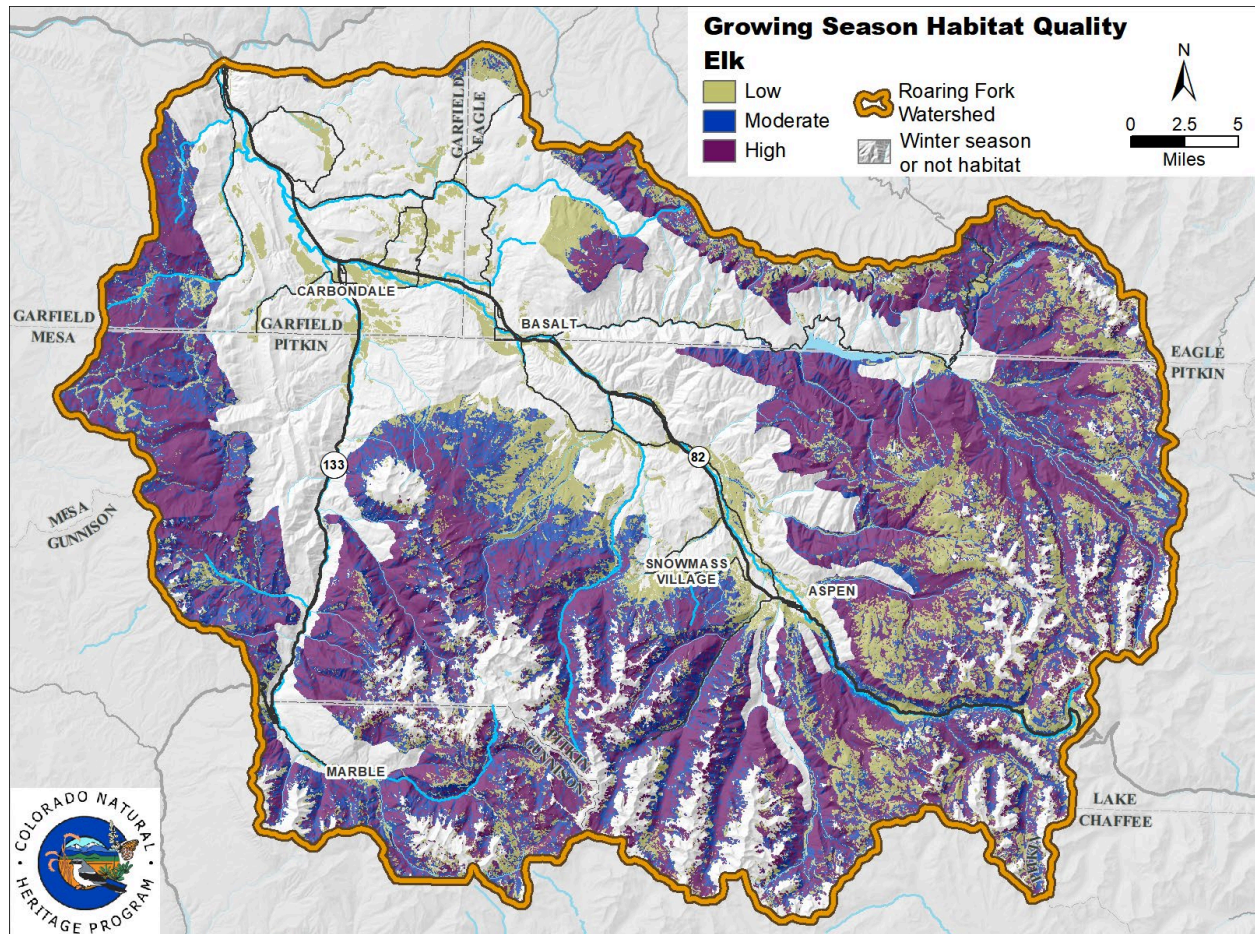 Growing Season Habitat Quality
Elk
Low
Moderate
High
Roaring Fork
Watershed
Winter season
or not habitat
N
0 2.5 5
Miles
GARFIELD
EAGLE
CARBONDALE
GARFIELD
MESA
GARFIELD
PITKIN
BASALT
EAGLE
PITKIN
133
82
MESA
GUNNISON
SNOWMASS
VILLAGE
ASPEN
PITKIN
GUNNISON
MARBLE
LAKE
CHAFFEE
COLORADO NATURAL
HERITAGE PROGRAM